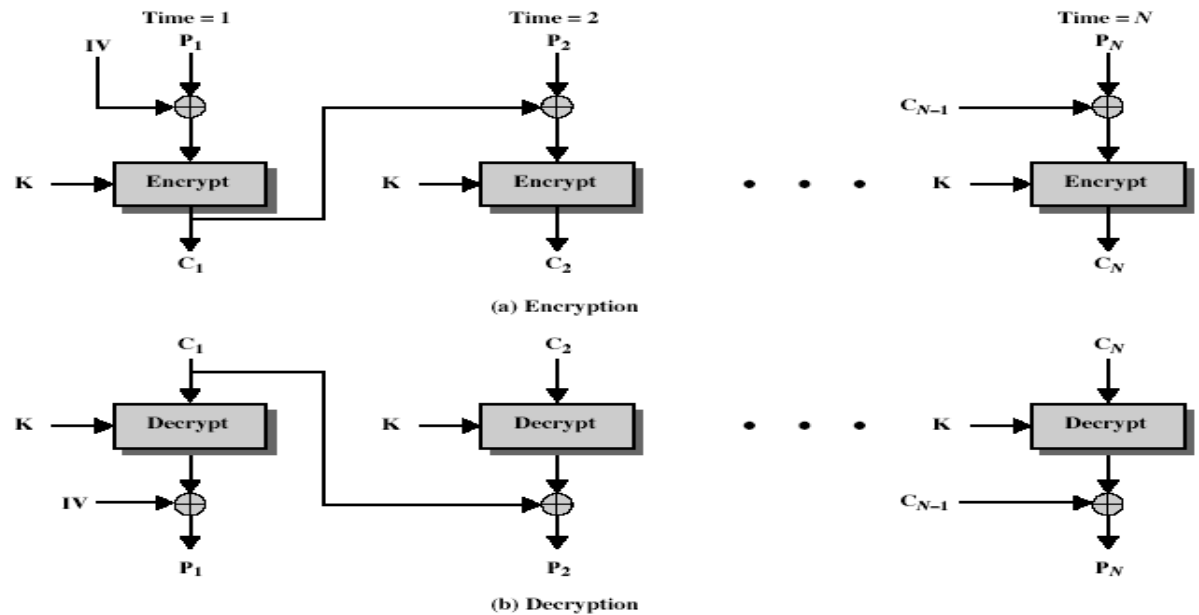 Time = 1 Time = 2 Time = N
IV P1 P2 PN
CN–1
K Encrypt K Encrypt • • • K Encrypt
C1 C2 CN
(a) Encryption
C1 C2 CN
K Decrypt K Decrypt • • • K Decrypt
IV CN–1
P1 P2 PN
(b) Decryption